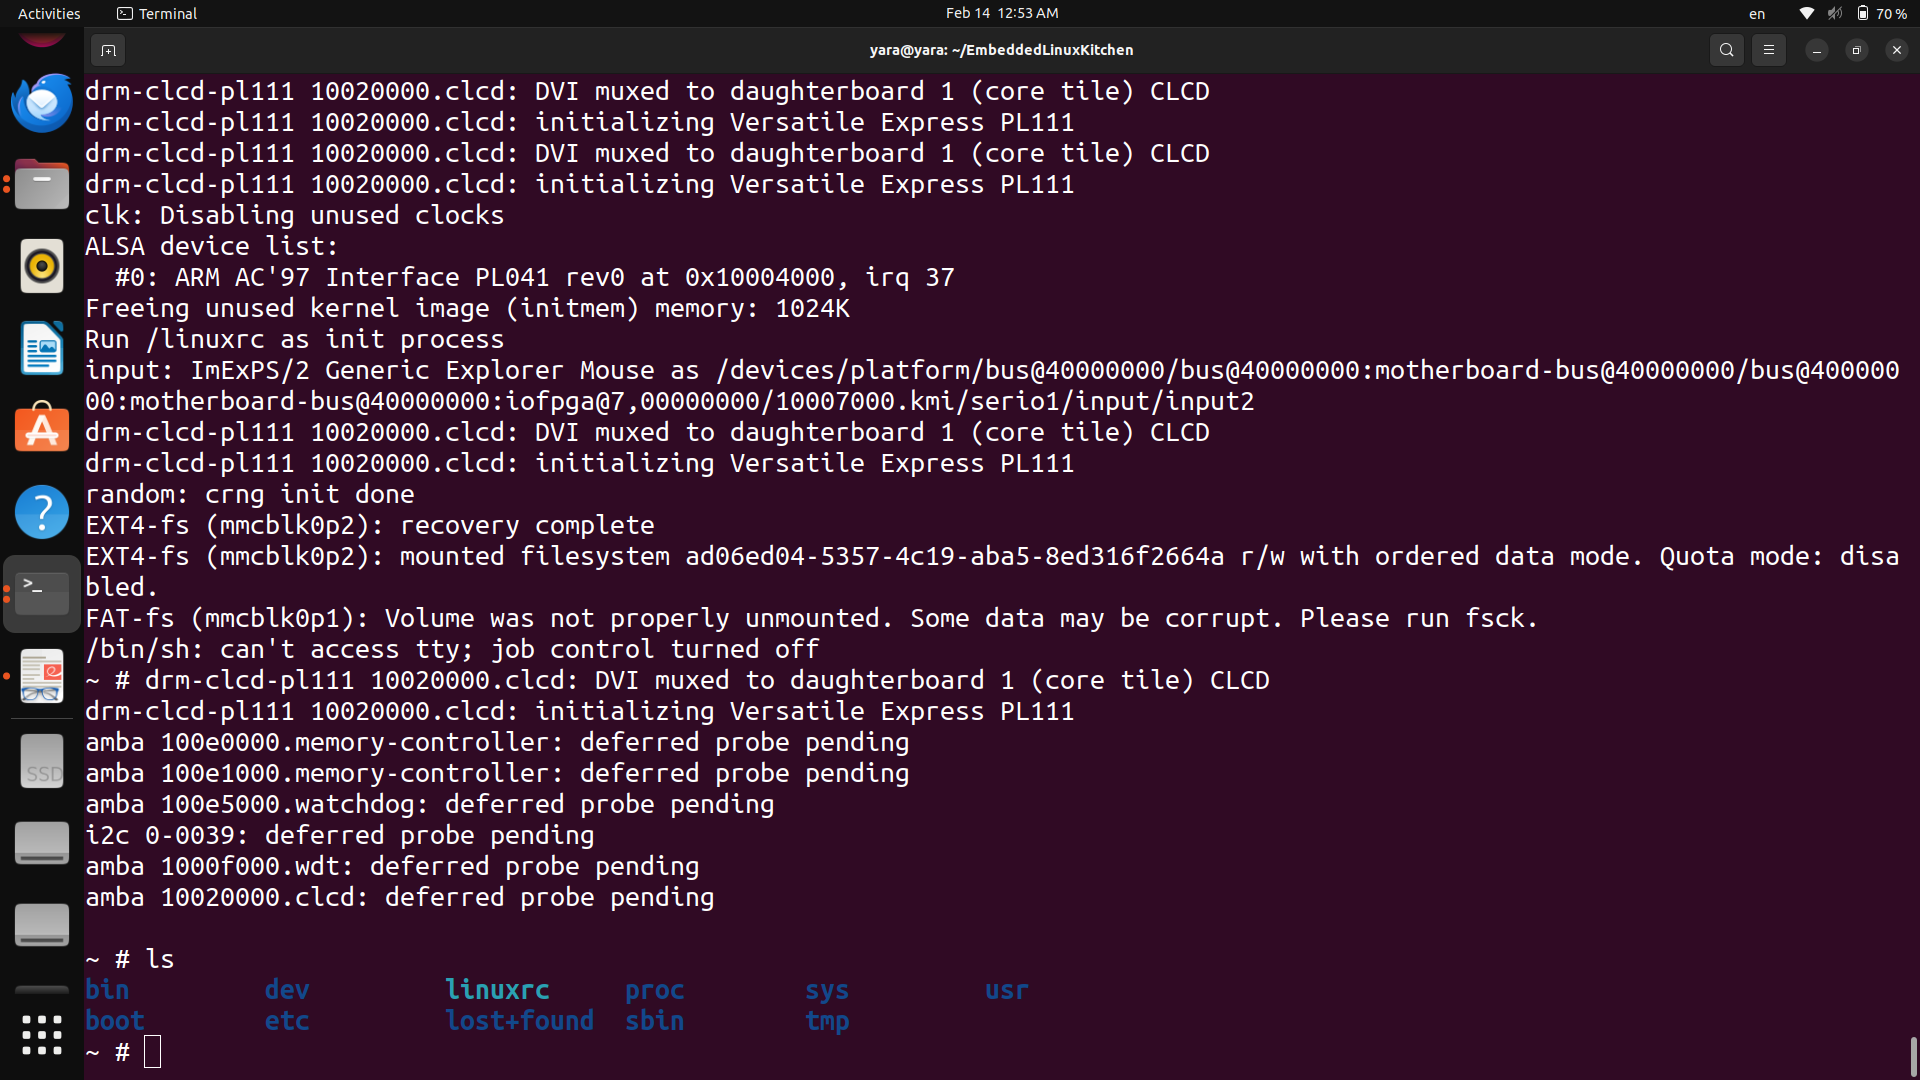 Activities Terminal Feb 14 12:53 AM en 70 %
yara@yara: ~/EmbeddedLinuxKitchen
drm-clcd-pl111 10020000.clcd: DVI muxed to daughterboard 1 (core tile) CLCD
drm-clcd-pl111 10020000.clcd: initializing Versatile Express PL111
drm-clcd-pl111 10020000.clcd: DVI muxed to daughterboard 1 (core tile) CLCD
drm-clcd-pl111 10020000.clcd: initializing Versatile Express PL111
clk: Disabling unused clocks
ALSA device list:
  #0: ARM AC'97 Interface PL041 rev0 at 0x10004000, irq 37
Freeing unused kernel image (initmem) memory: 1024K
Run /linuxrc as init process
input: ImExPS/2 Generic Explorer Mouse as /devices/platform/bus@40000000/bus@40000000:motherboard-bus@40000000/bus@400000
00:motherboard-bus@40000000:iofpga@7,00000000/10007000.kmi/serio1/input/input2
drm-clcd-pl111 10020000.clcd: DVI muxed to daughterboard 1 (core tile) CLCD
drm-clcd-pl111 10020000.clcd: initializing Versatile Express PL111
random: crng init done
EXT4-fs (mmcblk0p2): recovery complete
EXT4-fs (mmcblk0p2): mounted filesystem ad06ed04-5357-4c19-aba5-8ed316f2664a r/w with ordered data mode. Quota mode: disa
bled.
FAT-fs (mmcblk0p1): Volume was not properly unmounted. Some data may be corrupt. Please run fsck.
/bin/sh: can't access tty; job control turned off
~ # drm-clcd-pl111 10020000.clcd: DVI muxed to daughterboard 1 (core tile) CLCD
drm-clcd-pl111 10020000.clcd: initializing Versatile Express PL111
amba 100e0000.memory-controller: deferred probe pending
amba 100e1000.memory-controller: deferred probe pending
amba 100e5000.watchdog: deferred probe pending
i2c 0-0039: deferred probe pending
amba 1000f000.wdt: deferred probe pending
amba 10020000.clcd: deferred probe pending
SSD
~ # ls
bin dev linuxrc proc sys usr
boot etc lost+found sbin tmp
~ #